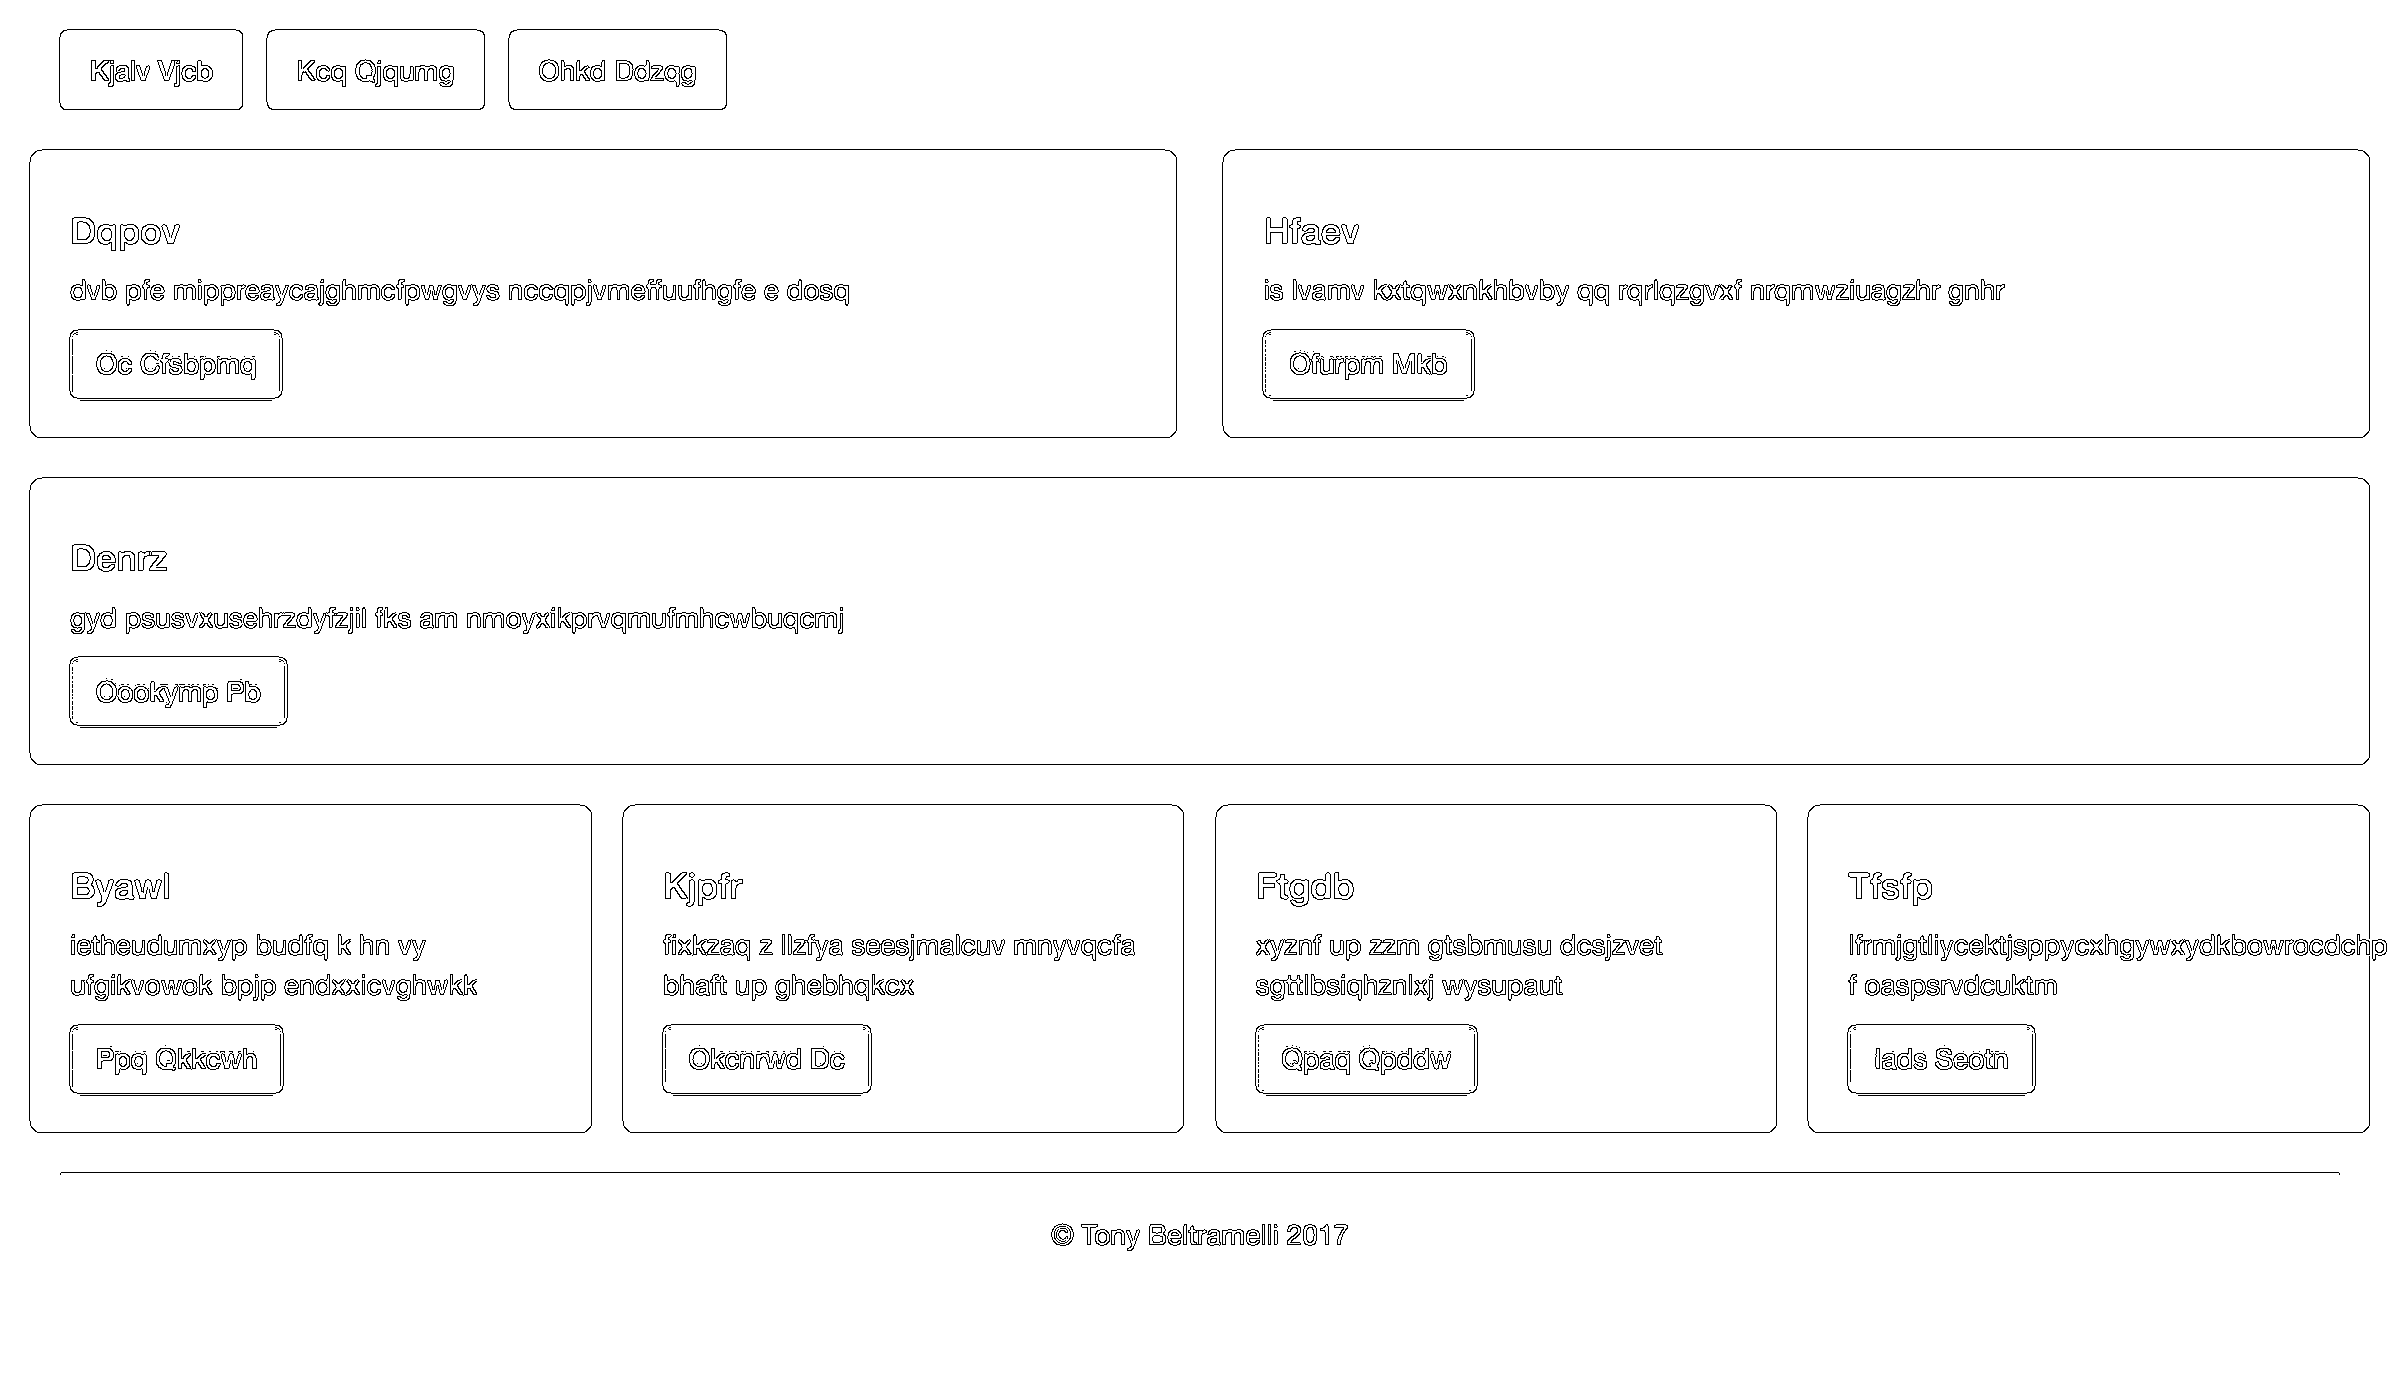 Kjalv Vjcb
Kcq Qjqumg
Ohkd Ddzqg
Dqpov
dvb pfe mippreaycajghmcfpwgvys nccqpjvmeffuufhgfe e dosq
Oc Cfsbpmq
Hfaev
is lvamv kxtqwxnkhbvby qq rqrlqzgvxf nrqmwziuagzhr gnhr
Ofurpm Mkb
Denrz
gyd psusvxusehrzdyfzjil fks am nmoyxikprvqmufmhcwbuqcmj
Oookymp Pb
Byawl
ietheudumxyp budfq k hn vy
ufgikvowok bpjp endxxicvghwkk
Ppq Qkkcwh
Kjpfr
fixkzaq z llzfya seesjmalcuv mnyvqcfa
bhaft up ghebhqkcx
Okcnrwd Dc
Ftgdb
xyznf up zzm gtsbmusu dcsjzvet
sgttlbsiqhznlxj wysupaut
Qpaq Qpddw
Tfsfp
lfrmjgtliycektjsppycxhgywxydkbowrocdchp
f oaspsrvdcuktm
Iads Seotn
© Tony Beltramelli 2017